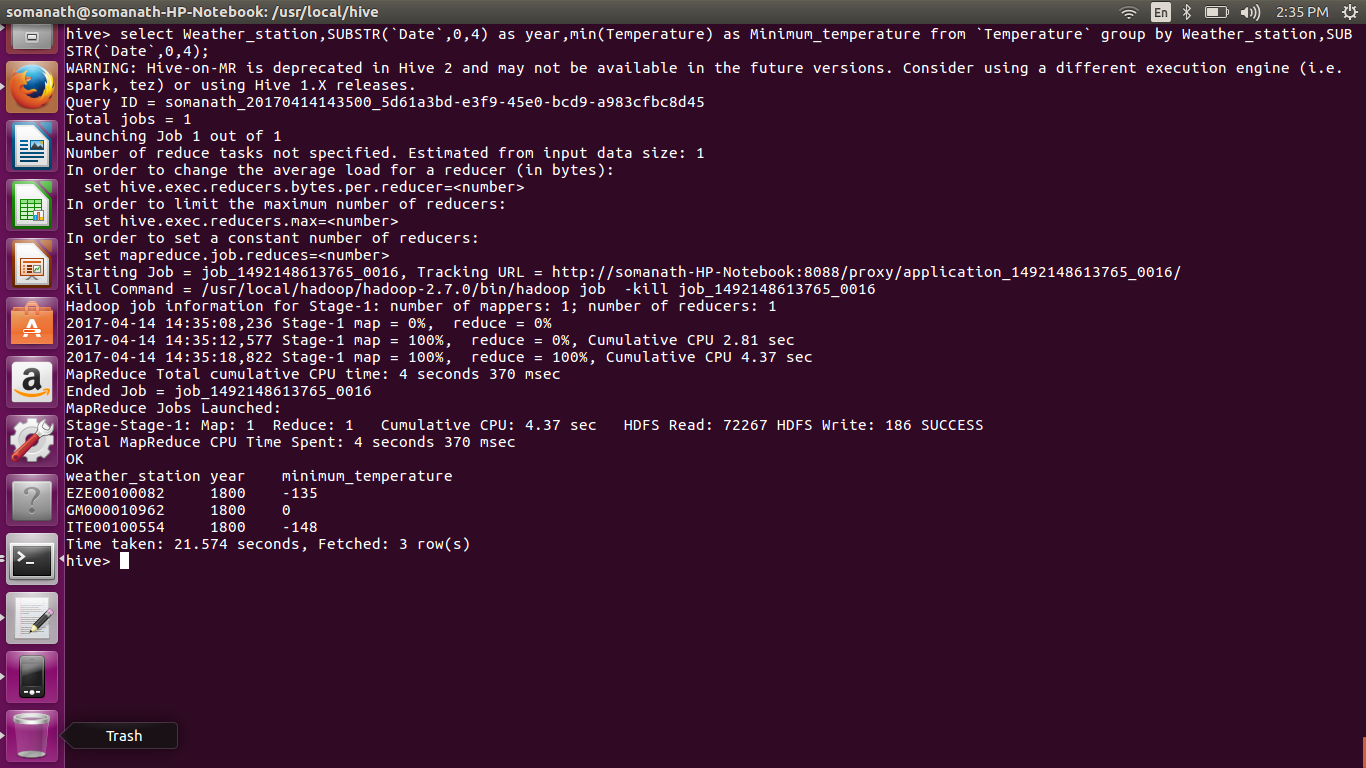 somanath@somanath-HP-Notebook: /usr/local/hive
En
2:35 PM
hive> select Weather_station,SUBSTR(`Date`,0,4) as year,min(Temperature) as Minimum_temperature from `Temperature` group by Weather_station,SUB
STR(`Date`,0,4);
WARNING: Hive-on-MR is deprecated in Hive 2 and may not be available in the future versions. Consider using a different execution engine (i.e.
spark, tez) or using Hive 1.X releases.
Query ID = somanath_20170414143500_5d61a3bd-e3f9-45e0-bcd9-a983cfbc8d45
Total jobs = 1
Launching Job 1 out of 1
Number of reduce tasks not specified. Estimated from input data size: 1
In order to change the average load for a reducer (in bytes):
  set hive.exec.reducers.bytes.per.reducer=<number>
In order to limit the maximum number of reducers:
  set hive.exec.reducers.max=<number>
In order to set a constant number of reducers:
  set mapreduce.job.reduces=<number>
Starting Job = job_1492148613765_0016, Tracking URL = http://somanath-HP-Notebook:8088/proxy/application_1492148613765_0016/
Kill Command = /usr/local/hadoop/hadoop-2.7.0/bin/hadoop job  -kill job_1492148613765_0016
Hadoop job information for Stage-1: number of mappers: 1; number of reducers: 1
2017-04-14 14:35:08,236 Stage-1 map = 0%,  reduce = 0%
2017-04-14 14:35:12,577 Stage-1 map = 100%,  reduce = 0%, Cumulative CPU 2.81 sec
2017-04-14 14:35:18,822 Stage-1 map = 100%,  reduce = 100%, Cumulative CPU 4.37 sec
MapReduce Total cumulative CPU time: 4 seconds 370 msec
Ended Job = job_1492148613765_0016
MapReduce Jobs Launched:
Stage-Stage-1: Map: 1  Reduce: 1   Cumulative CPU: 4.37 sec   HDFS Read: 72267 HDFS Write: 186 SUCCESS
Total MapReduce CPU Time Spent: 4 seconds 370 msec
OK
weather_station year    minimum_temperature
EZE00100082     1800    -135
GM000010962     1800    0
ITE00100554     1800    -148
Time taken: 21.574 seconds, Fetched: 3 row(s)
hive>
Trash